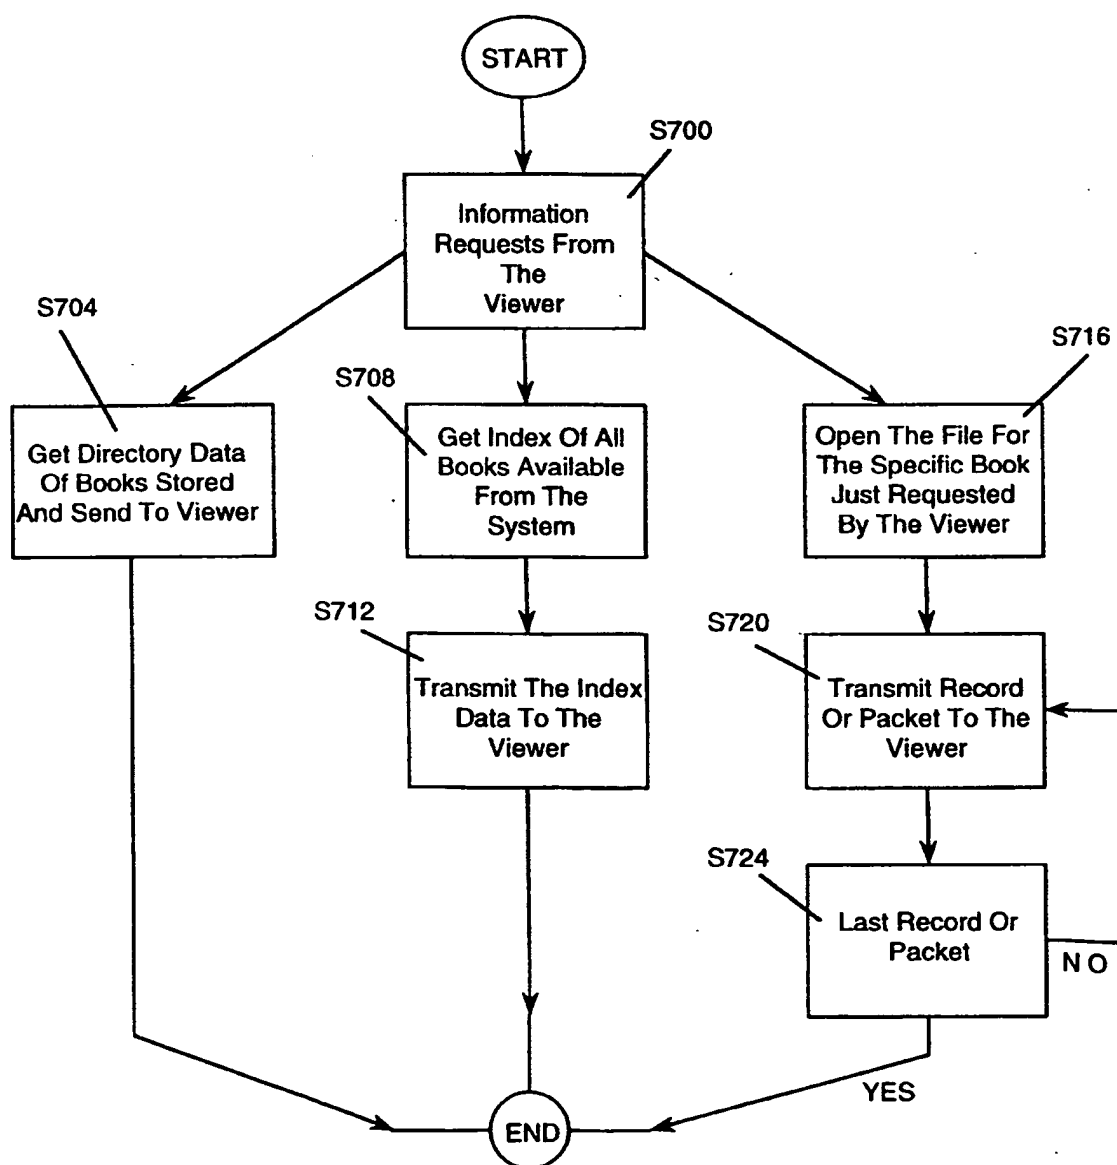 START
S700
Information
Requests From
The
Viewer
S704
S708
S716
Get Directory Data
Of Books Stored
And Send To Viewer
Get Index Of All
Books Available
From The
System
Open The File For
The Specific Book
Just Requested
By The Viewer
S712
S720
Transmit The Index
Data To The
Viewer
Transmit Record
Or Packet To The
Viewer
S724
Last Record Or
Packet
NO
YES
END